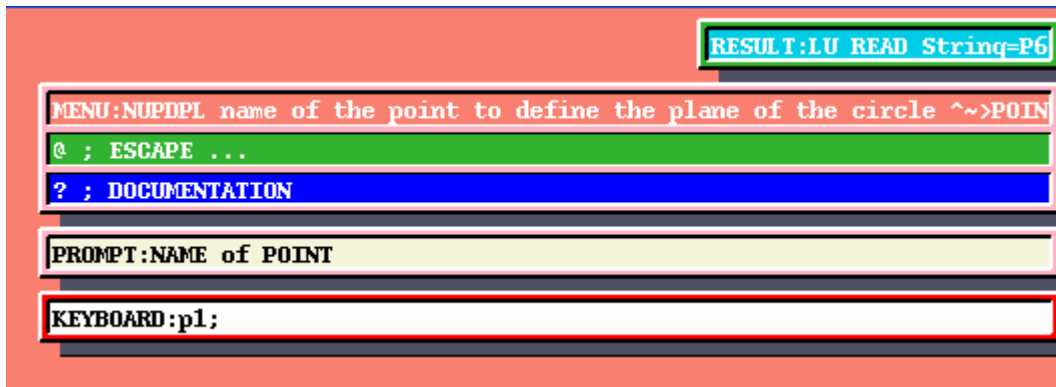 RESULT:LU READ String=P6
MENU:NUPDPL name of the point to define the plane of the circle ^~>POIN
@ ; ESCAPE ...
? ; DOCUMENTATION
PROMPT:NAME of POINT
KEYBOARD:p1;